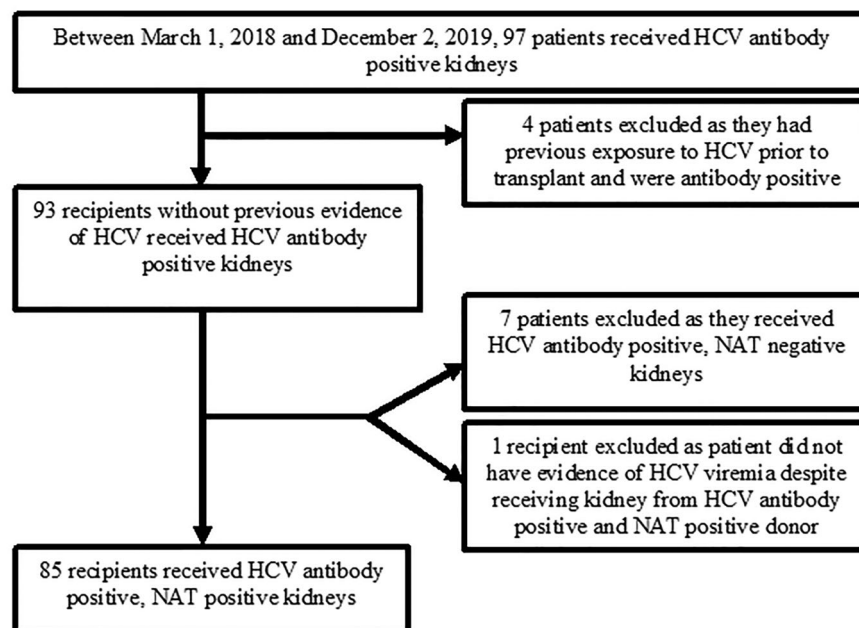 Between March 1, 2018 and December 2, 2019, 97 patients received HCV antibody
positive kidneys
4 patients excluded as they had
previous exposure to HCV prior to
transplant and were antibody positive
93 recipients without previous evidence
of HCV received HCV antibody
positive kidneys
7 patients excluded as they received
HCV antibody positive, NAT negative
kidneys
1 recipient excluded as patient did not
have evidence of HCV viremia despite
receiving kidney from HCV antibody
positive and NAT positive donor
85 recipients received HCV antibody
positive, NAT positive kidneys